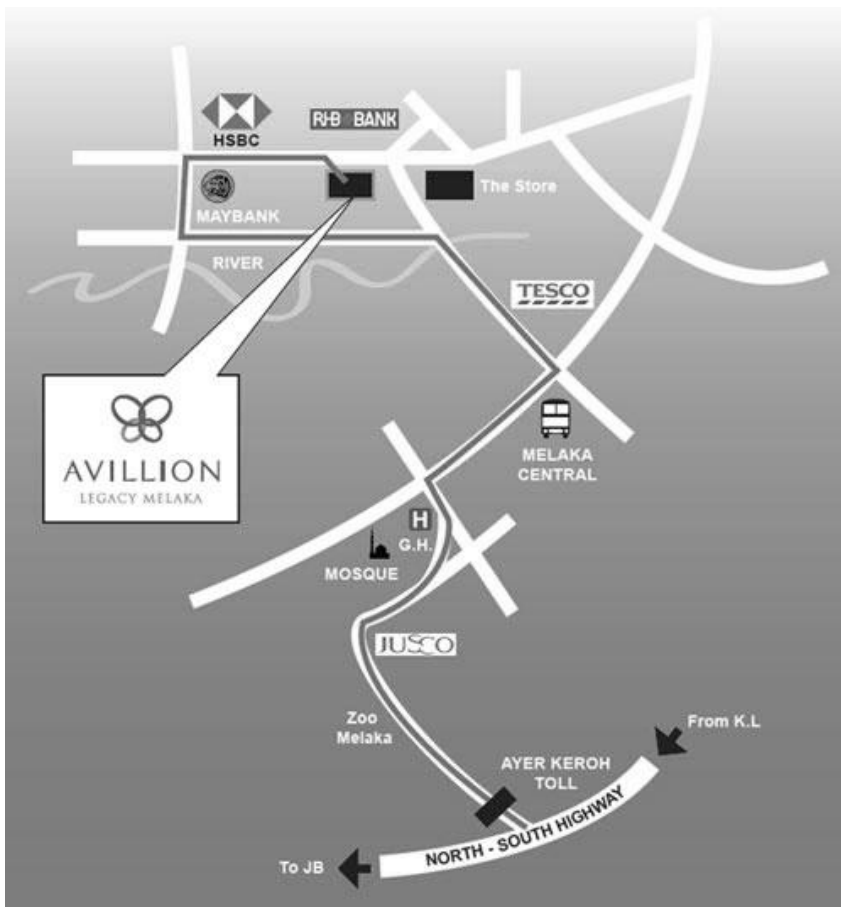 HSBC
RHB BANK
MAYBANK
The Store
RIVER
TESCO
AVILLION
LEGACY MELAKA
MELAKA
CENTRAL
H
G.H.
MOSQUE
JUSCO
Zoo
Melaka
From K.L
AYER KEROH
TOLL
NORTH - SOUTH HIGHWAY
To JB